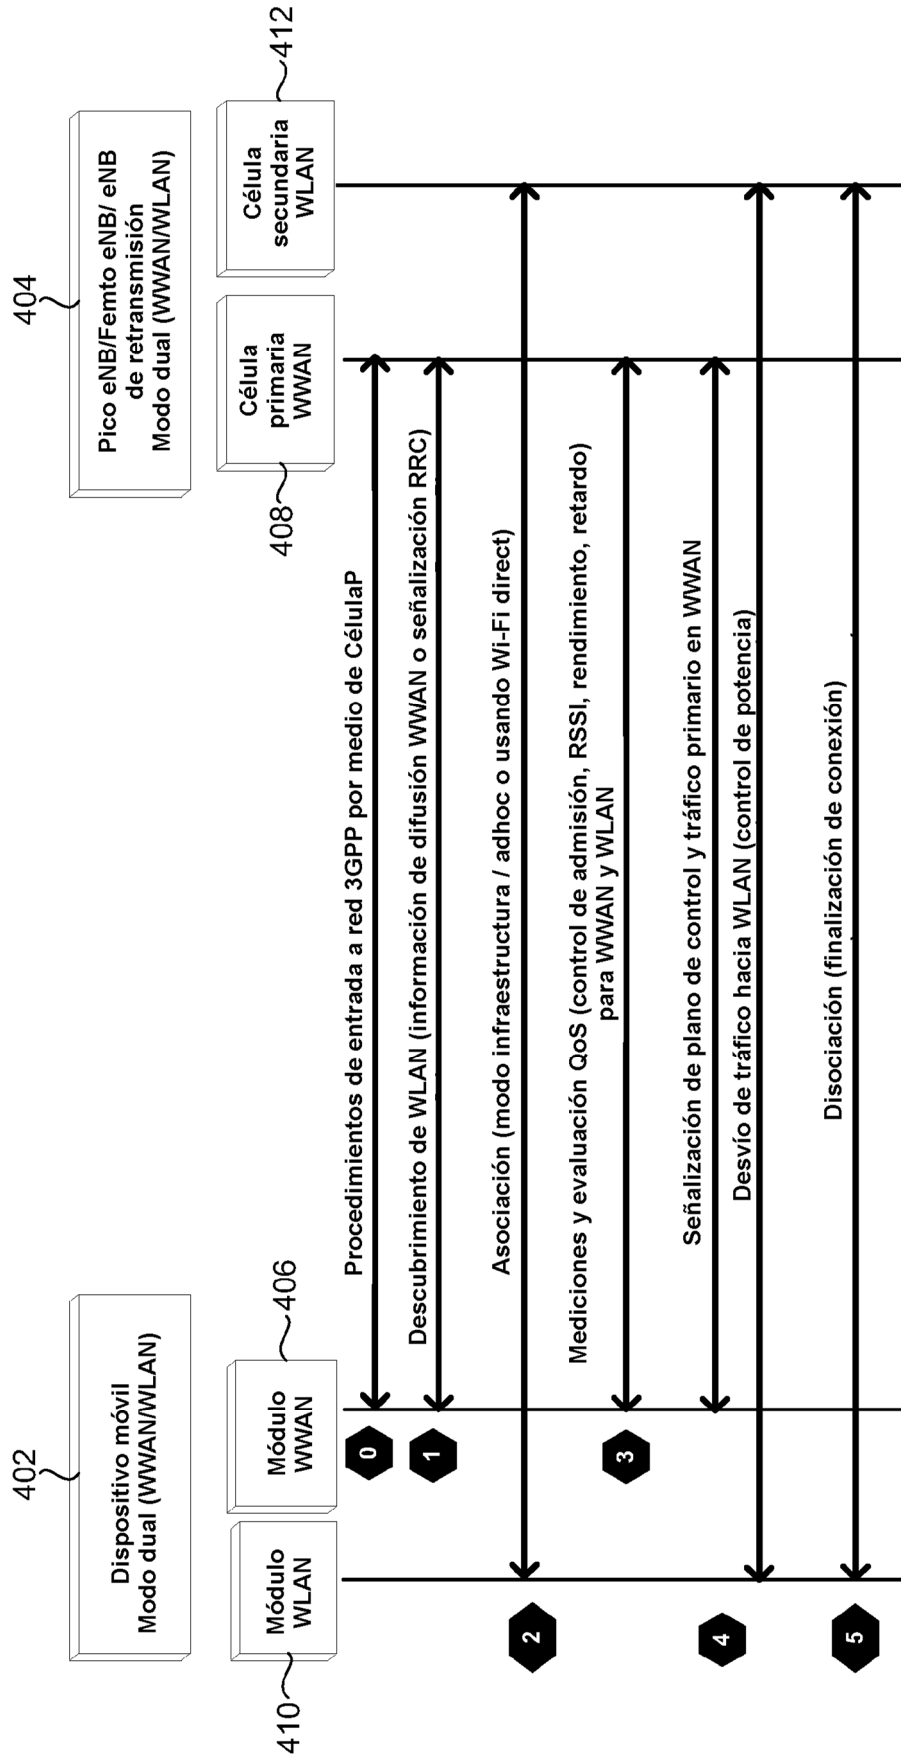 402
Dispositivo móvil
Modo dual (WWAN/WLAN)
404
Pico eNB/Femto eNB/ eNB
de retransmisión
Modo dual (WWAN/WLAN)
410
Módulo
WLAN
Módulo
WWAN
406
408
Célula
primaria
WWAN
Célula
secundaria
WLAN
412
0
Procedimientos de entrada a red 3GPP por medio de CélulaP
1
Descubrimiento de WLAN (información de difusión WWAN o señalización RRC)
2
Asociación (modo infraestructura / adhoc o usando Wi-Fi direct)
3
Mediciones y evaluación QoS (control de admisión, RSSI, rendimiento, retardo)
para WWAN y WLAN
4
Señalización de plano de control y tráfico primario en WWAN
Desvío de tráfico hacia WLAN (control de potencia)
5
Disociación (finalización de conexión)